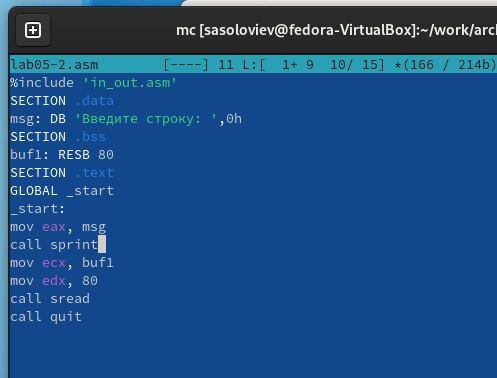 mc [sasoloviev@fedora-VirtualBox]:~/work/arc
lab05-2.asm [----] 11 L:[ 1+ 9 10/ 15] *(166 / 214b)
%include 'in_out.asm'
SECTION .data
msg: DB 'Введите строку: ',0h
SECTION .bss
buf1: RESB 80
SECTION .text
GLOBAL _start
_start:
mov eax, msg
call sprint
mov ecx, buf1
mov edx, 80
call sread
call quit